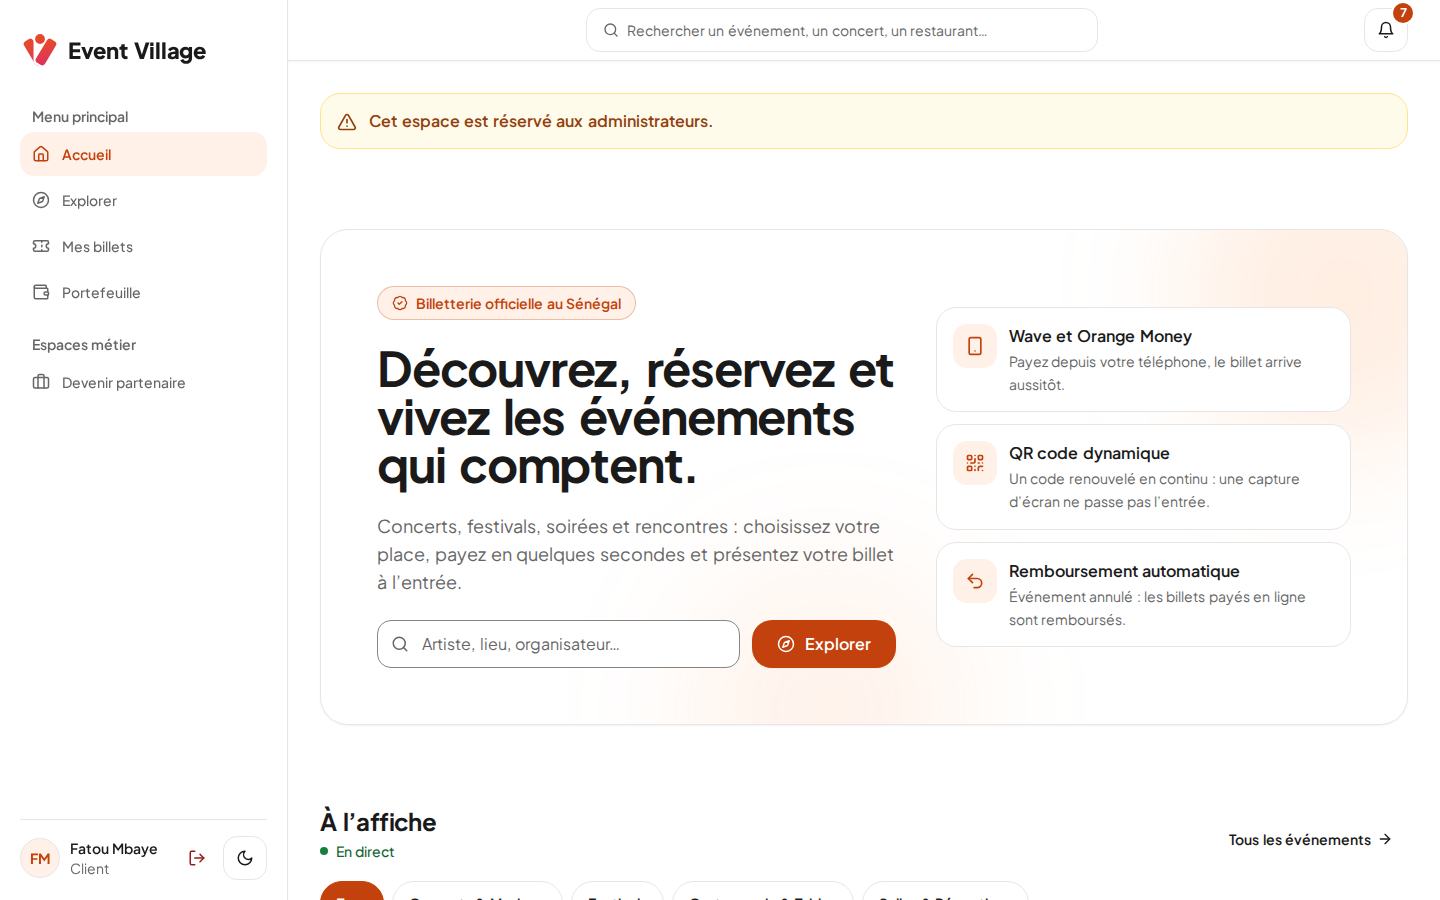 Event Village
Rechercher un événement, un concert, un restaurant...
7
Menu principal
Accueil
Explorer
Mes billets
Portefeuille
Espaces métier
Devenir partenaire
FM
Fatou Mbaye
Client
Cet espace est réservé aux administrateurs.
Billetterie officielle au Sénégal
Découvrez, réservez et
vivez les événements
qui comptent.
Concerts, festivals, soirées et rencontres : choisissez votre
place, payez en quelques secondes et présentez votre billet
à l'entrée.
Artiste, lieu, organisateur...
Explorer
Wave et Orange Money
Payez depuis votre téléphone, le billet arrive
aussitôt.
QR code dynamique
Un code renouvelé en continu : une capture
d'écran ne passe pas l'entrée.
Remboursement automatique
Événement annulé : les billets payés en ligne
sont remboursés.
À l'affiche
En direct
Tous les événements